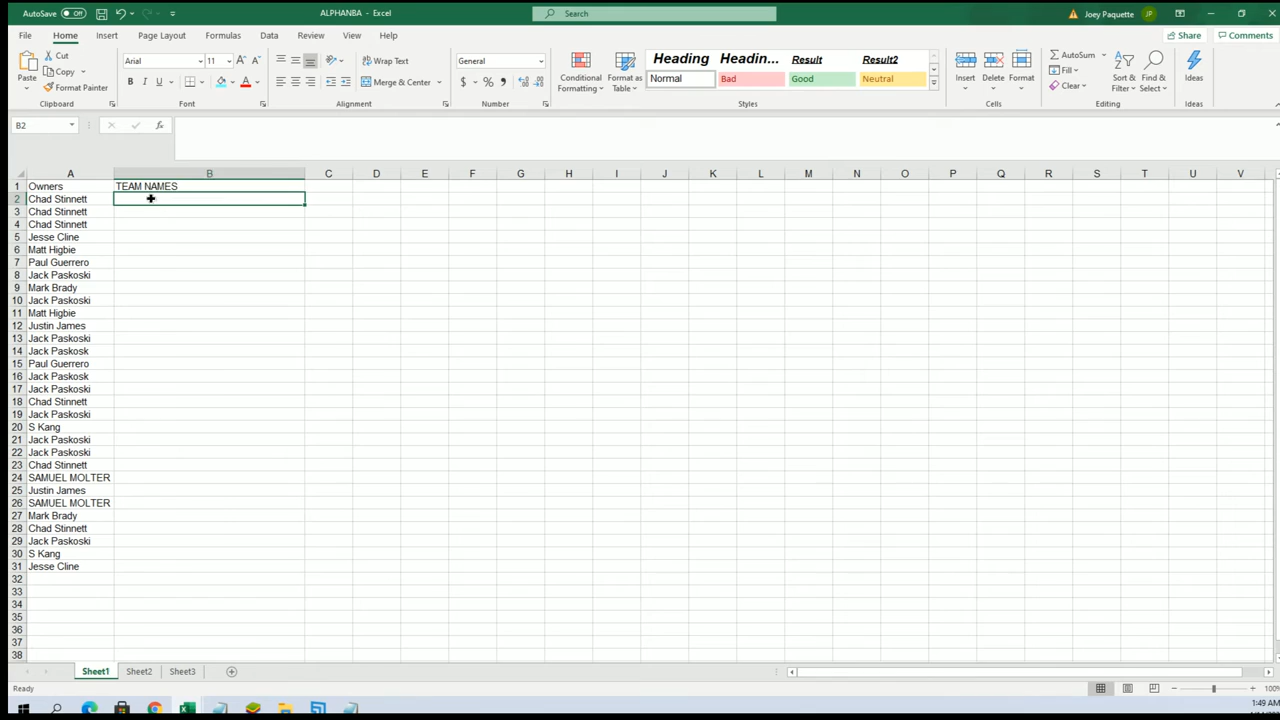 AutoSave Off ALPHANBA - Excel Search Joey Paquette JP
File Home Insert Page Layout Formulas Data Review View Help Share Comments
Cut Arial 11 Wrap Text General Heading Headin... Result Result2 AutoSum
Copy Fill
Format Painter Merge & Center Normal Bad Good Neutral Clear
Paste Conditional Formatting Format as Table Insert Delete Format Sort & Filter Find & Select Ideas
Clipboard Font Alignment Number Styles Cells Editing Ideas
B2 fx
A B C D E F G H I J K L M N O P Q R S T U V
1 Owners TEAM NAMES
2 Chad Stinnett
3 Chad Stinnett
4 Chad Stinnett
5 Jesse Cline
6 Matt Higbie
7 Paul Guerrero
8 Jack Paskoski
9 Mark Brady
10 Jack Paskoski
11 Matt Higbie
12 Justin James
13 Jack Paskoski
14 Jack Paskosk
15 Paul Guerrero
16 Jack Paskosk
17 Jack Paskoski
18 Chad Stinnett
19 Jack Paskoski
20 S Kang
21 Jack Paskoski
22 Jack Paskoski
23 Chad Stinnett
24 SAMUEL MOLTER
25 Justin James
26 SAMUEL MOLTER
27 Mark Brady
28 Chad Stinnett
29 Jack Paskoski
30 S Kang
31 Jesse Cline
32
33
34
35
36
37
38
Sheet1 Sheet2 Sheet3
Ready 100%
1:49 AM